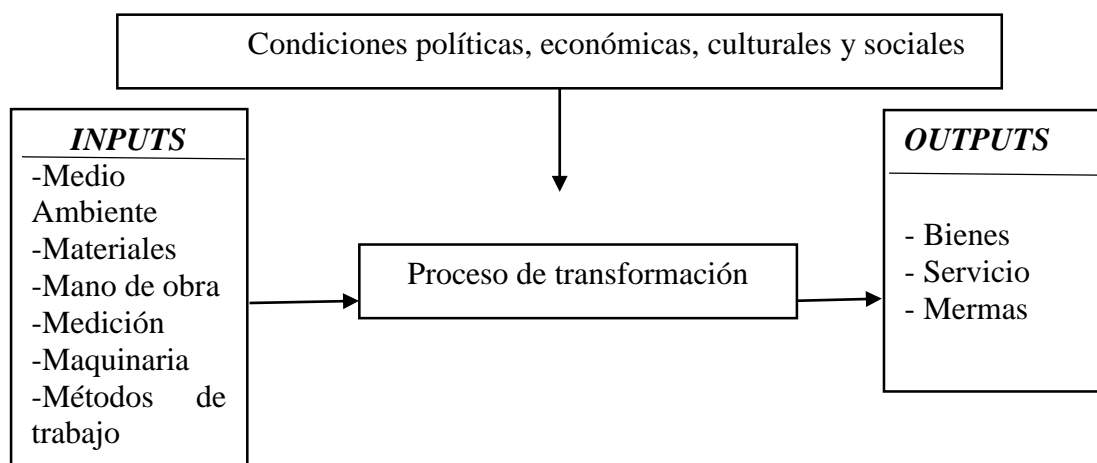 Condiciones políticas, económicas, culturales y sociales
INPUTS
-Medio
Ambiente
-Materiales
-Mano de obra
-Medición
-Maquinaria
-Métodos de
trabajo
Proceso de transformación
OUTPUTS
- Bienes
- Servicio
- Mermas